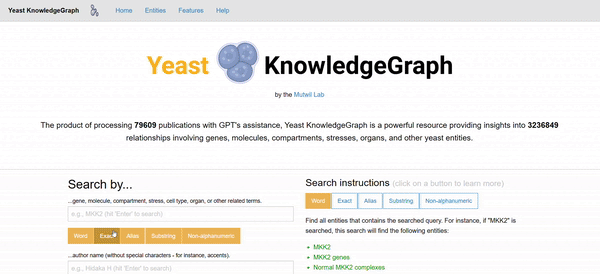 Yeast KnowledgeGraph Home Entities Features Help
Yeast KnowledgeGraph
by the Mutwil Lab
The product of processing 79609 publications with GPT's assistance, Yeast KnowledgeGraph is a powerful resource providing insights into 3236849
relationships involving genes, molecules, compartments, stresses, organs, and other yeast entities.
Search by...
...gene, molecule, compartment, stress, cell type, organ, or other related terms.
e.g., MKK2 (hit 'Enter' to search)
Word Exact Alias Substring Non-alphanumeric
...author name (without special characters - for instance, accents).
e.g., Hidaka H (hit 'Enter' to search)
Search instructions (click on a button to learn more)
Word Exact Alias Substring Non-alphanumeric
Find all entities that contains the searched query. For instance, if "MKK2" is
searched, this search will find the following entities:
MKK2
MKK2 genes
Normal MKK2 complexes